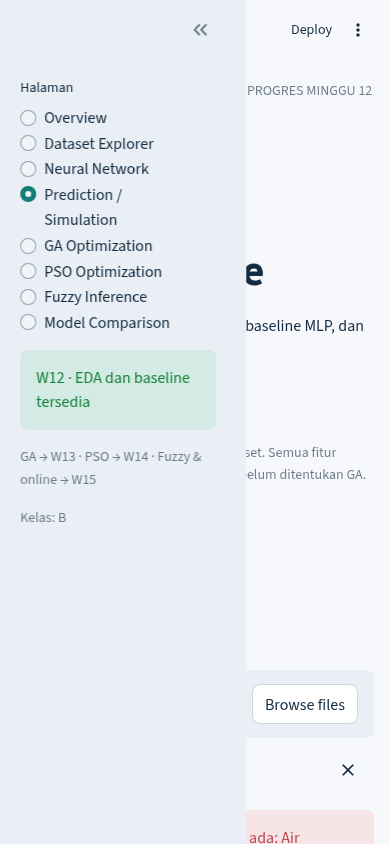 Deploy
PROGRES MINGGU 12
Halaman
Overview
Dataset Explorer
Neural Network
Prediction /
Simulation
GA Optimization
PSO Optimization
Fuzzy Inference
Model Comparison
W12 · EDA dan baseline
tersedia
GA → W13 · PSO → W14 · Fuzzy &
online → W15
Kelas: B
e
baseline MLP, dan
set. Semua fitur
elum ditentukan GA.
Browse files
ada: Air